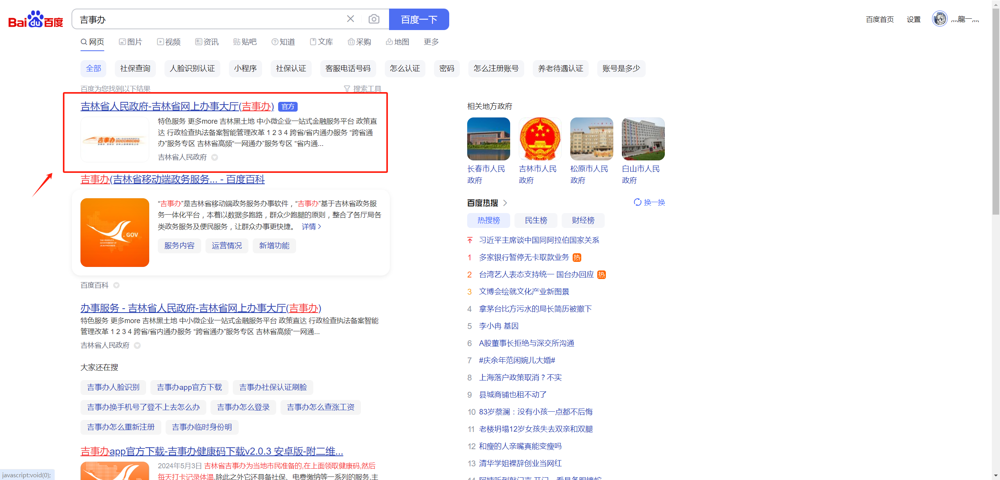 Bai du 百度
吉事办
百度一下
百度首页
设置
灬龍一灬
网页
图片
视频
资讯
贴吧
知道
文库
采购
地图
更多
全部
社保查询
人脸识别认证
小程序
社保认证
客服电话号码
怎么认证
密码
怎么注册账号
养老待遇认证
账号是多少
百度为您找到以下结果
搜索工具
吉林省人民政府-吉林省网上办事大厅(吉事办) 官方
吉事办
特色服务 更多more 吉林黑土地 中小微企业一站式金融服务平台 政策直
达 行政检查执法备案智能管理改革 1 2 3 4 跨省/省内通办服务 “跨省通
办”服务专区 吉林省高频“一网通办”服务专区 “省内通...
吉林省人民政府
吉事办(吉林省移动端政务服务... - 百度百科
.GOV
THE PEOPLE'S
GOVERNMENT OF
JILIN PROVINCE
“吉事办”是吉林省移动端政务服务办事软件，“吉事办”基于吉林省政务服
务一体化平台，本着以数据多跑路，群众少跑腿的原则，整合了各厅局各
类政务服务及便民服务，让群众办事更快捷。 详情
服务内容
运营情况
新增功能
百度百科
办事服务 - 吉林省人民政府-吉林省网上办事大厅(吉事办)
特色服务 更多more 吉林黑土地 中小微企业一站式金融服务平台 政策直达 行政检查执法备案智能
管理改革 1 2 3 4 跨省/省内通办服务 “跨省通办”服务专区 吉林省高频“一网通...
吉林省人民政府
大家还在搜
吉事办人脸识别
吉事办app官方下载
吉事办社保认证刷脸
吉事办换手机号了登不上去怎么办
吉事办怎么登录
吉事办怎么查涨工资
吉事办怎么重新注册
吉事办临时身份明
吉事办app官方下载-吉事办健康码下载v2.0.3 安卓版-附二维...
2024年5月3日 吉林省吉事办为当地市民准备的,在上面领取健康码,然后
每天打卡记录体温,除此之外它还具备社保、电费缴纳等一系列的服务,主
相关地方政府
长春市人民
政府
吉林市人民
政府
松原市人民
政府
白山市人民
政府
百度热搜
换一换
热搜榜
民生榜
财经榜
习近平主席谈中国同阿拉伯国家关系
1 多家银行暂停无卡取款业务 热
2 台湾艺人表态支持统一 国台办回应 热
3 文博会绘就文化产业新图景
4 拿茅台比方污水的局长简历被撤下
5 李小冉 基因
6 A股董事长拒绝与深交所沟通
7 #庆余年范闲婉儿大婚#
8 上海落户政策取消？不实
9 县城商铺也租不动了
10 83岁蔡澜：没有小孩一点都不后悔
11 老楼坍塌12岁女孩失去双亲和双腿
12 和瘦的人亲嘴真能变瘦吗
13 清华学姐裸辞创业当网红
javascript:void(0);